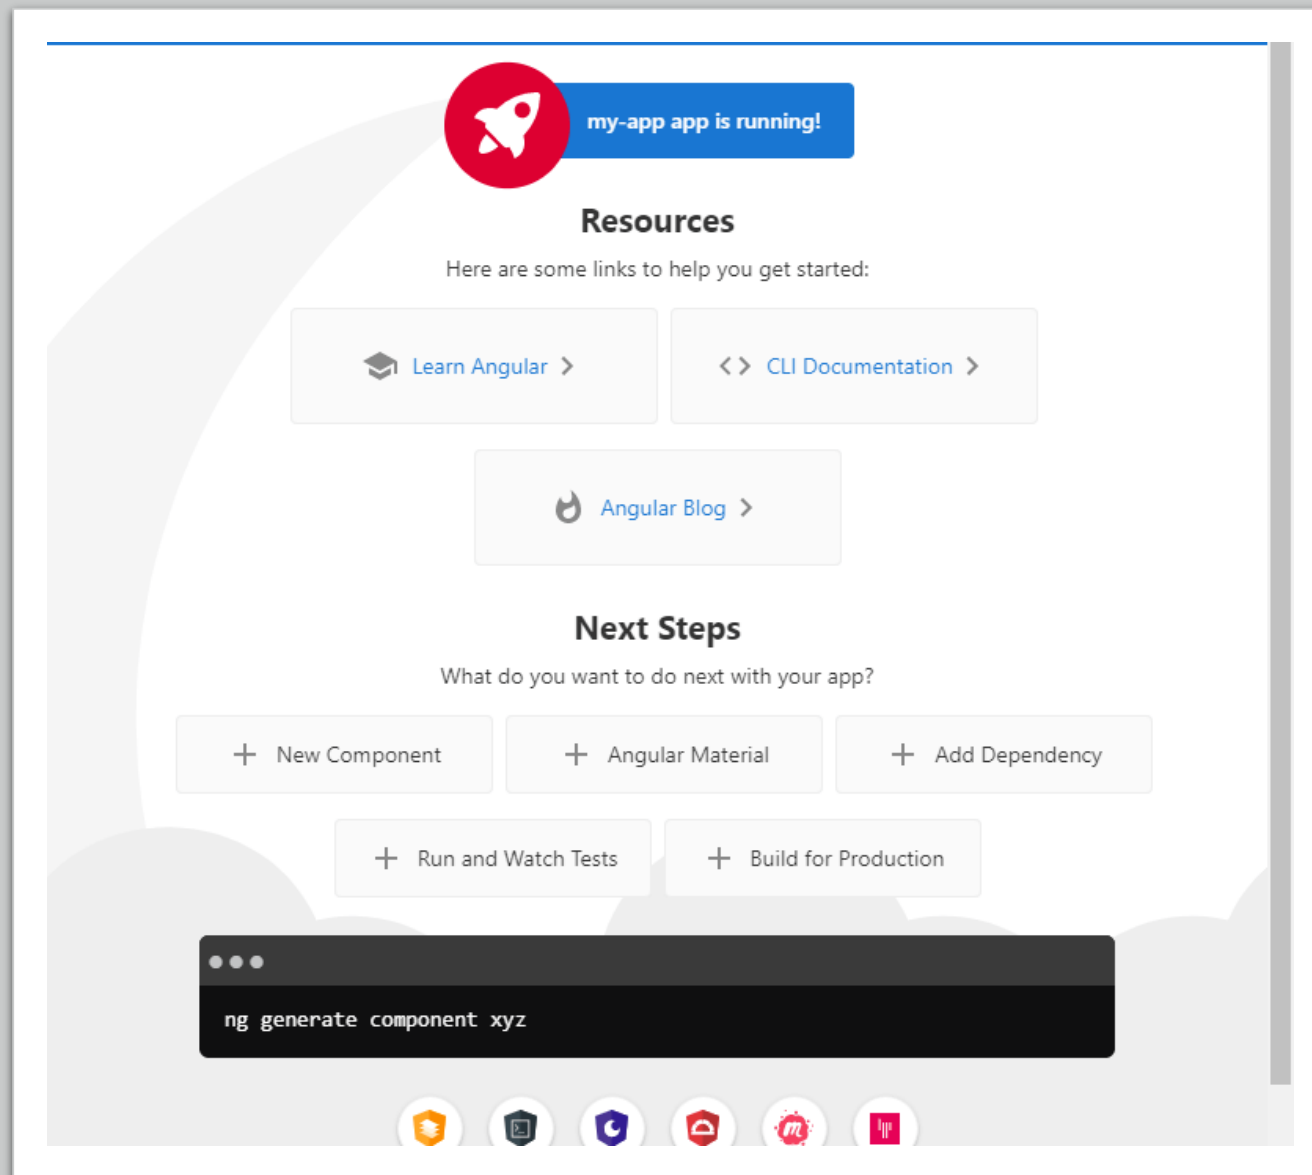 my-app app is running!
Resources
Here are some links to help you get started:
Learn Angular
CLI Documentation
Angular Blog
Next Steps
What do you want to do next with your app?
New Component
Angular Material
Add Dependency
Run and Watch Tests
Build for Production
ng generate component xyz